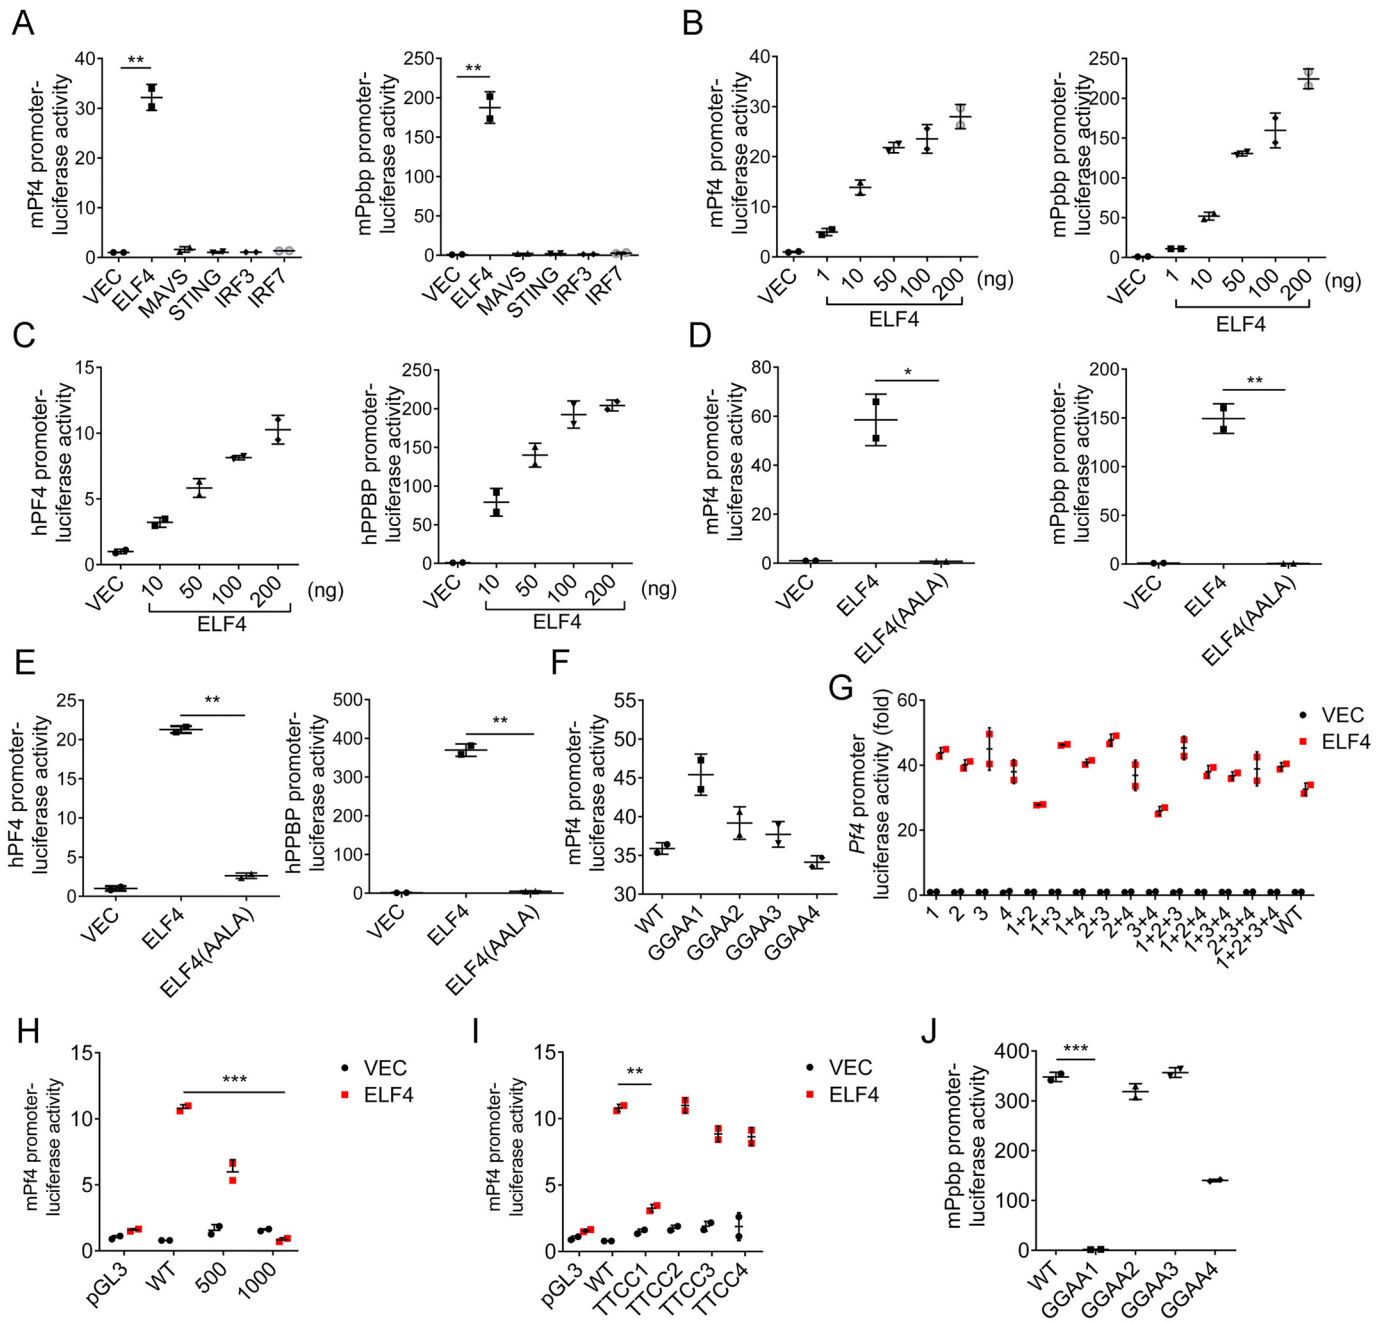 A
mPf4 promoter-
luciferase activity
40
30
20
10
0
**
VEC
ELF4
MAVS
STING
IRF3
IRF7
mPpbp promoter-
luciferase activity
250
200
150
100
50
0
**
VEC
ELF4
MAVS
STING
IRF3
IRF7
B
mPf4 promoter-
luciferase activity
40
30
20
10
0
VEC
1
10
50
100
200
(ng)
ELF4
mPpbp promoter-
luciferase activity
250
200
150
100
50
0
VEC
1
10
50
100
200
(ng)
ELF4
C
hPF4 promoter-
luciferase activity
15
10
5
0
VEC
10
50
100
200
(ng)
ELF4
hPPBP promoter-
luciferase activity
250
200
150
100
50
0
VEC
10
50
100
200
(ng)
ELF4
D
mPf4 promoter-
luciferase activity
80
60
40
20
0
*
VEC
ELF4
ELF4(AALA)
mPpbp promoter-
luciferase activity
200
150
100
50
0
**
VEC
ELF4
ELF4(AALA)
E
hPF4 promoter-
luciferase activity
25
20
15
10
5
0
**
VEC
ELF4
ELF4(AALA)
hPPBP promoter-
luciferase activity
500
400
300
200
100
0
**
VEC
ELF4
ELF4(AALA)
F
mPf4 promoter-
luciferase activity
55
50
45
40
35
30
WT
GGAA1
GGAA2
GGAA3
GGAA4
G
Pf4 promoter
luciferase activity (fold)
60
40
20
0
VEC
ELF4
1
2
3
4
1+2
1+3
1+4
2+3
2+4
3+4
1+2+3
1+2+4
1+3+4
2+3+4
1+2+3+4
WT
H
mPf4 promoter-
luciferase activity
15
10
5
0
***
VEC
ELF4
pGL3
WT
500
1000
I
mPf4 promoter-
luciferase activity
15
10
5
0
**
VEC
ELF4
pGL3
WT
TTCC1
TTCC2
TTCC3
TTCC4
J
mPpbp promoter-
luciferase activity
400
300
200
100
0
***
WT
GGAA1
GGAA2
GGAA3
GGAA4